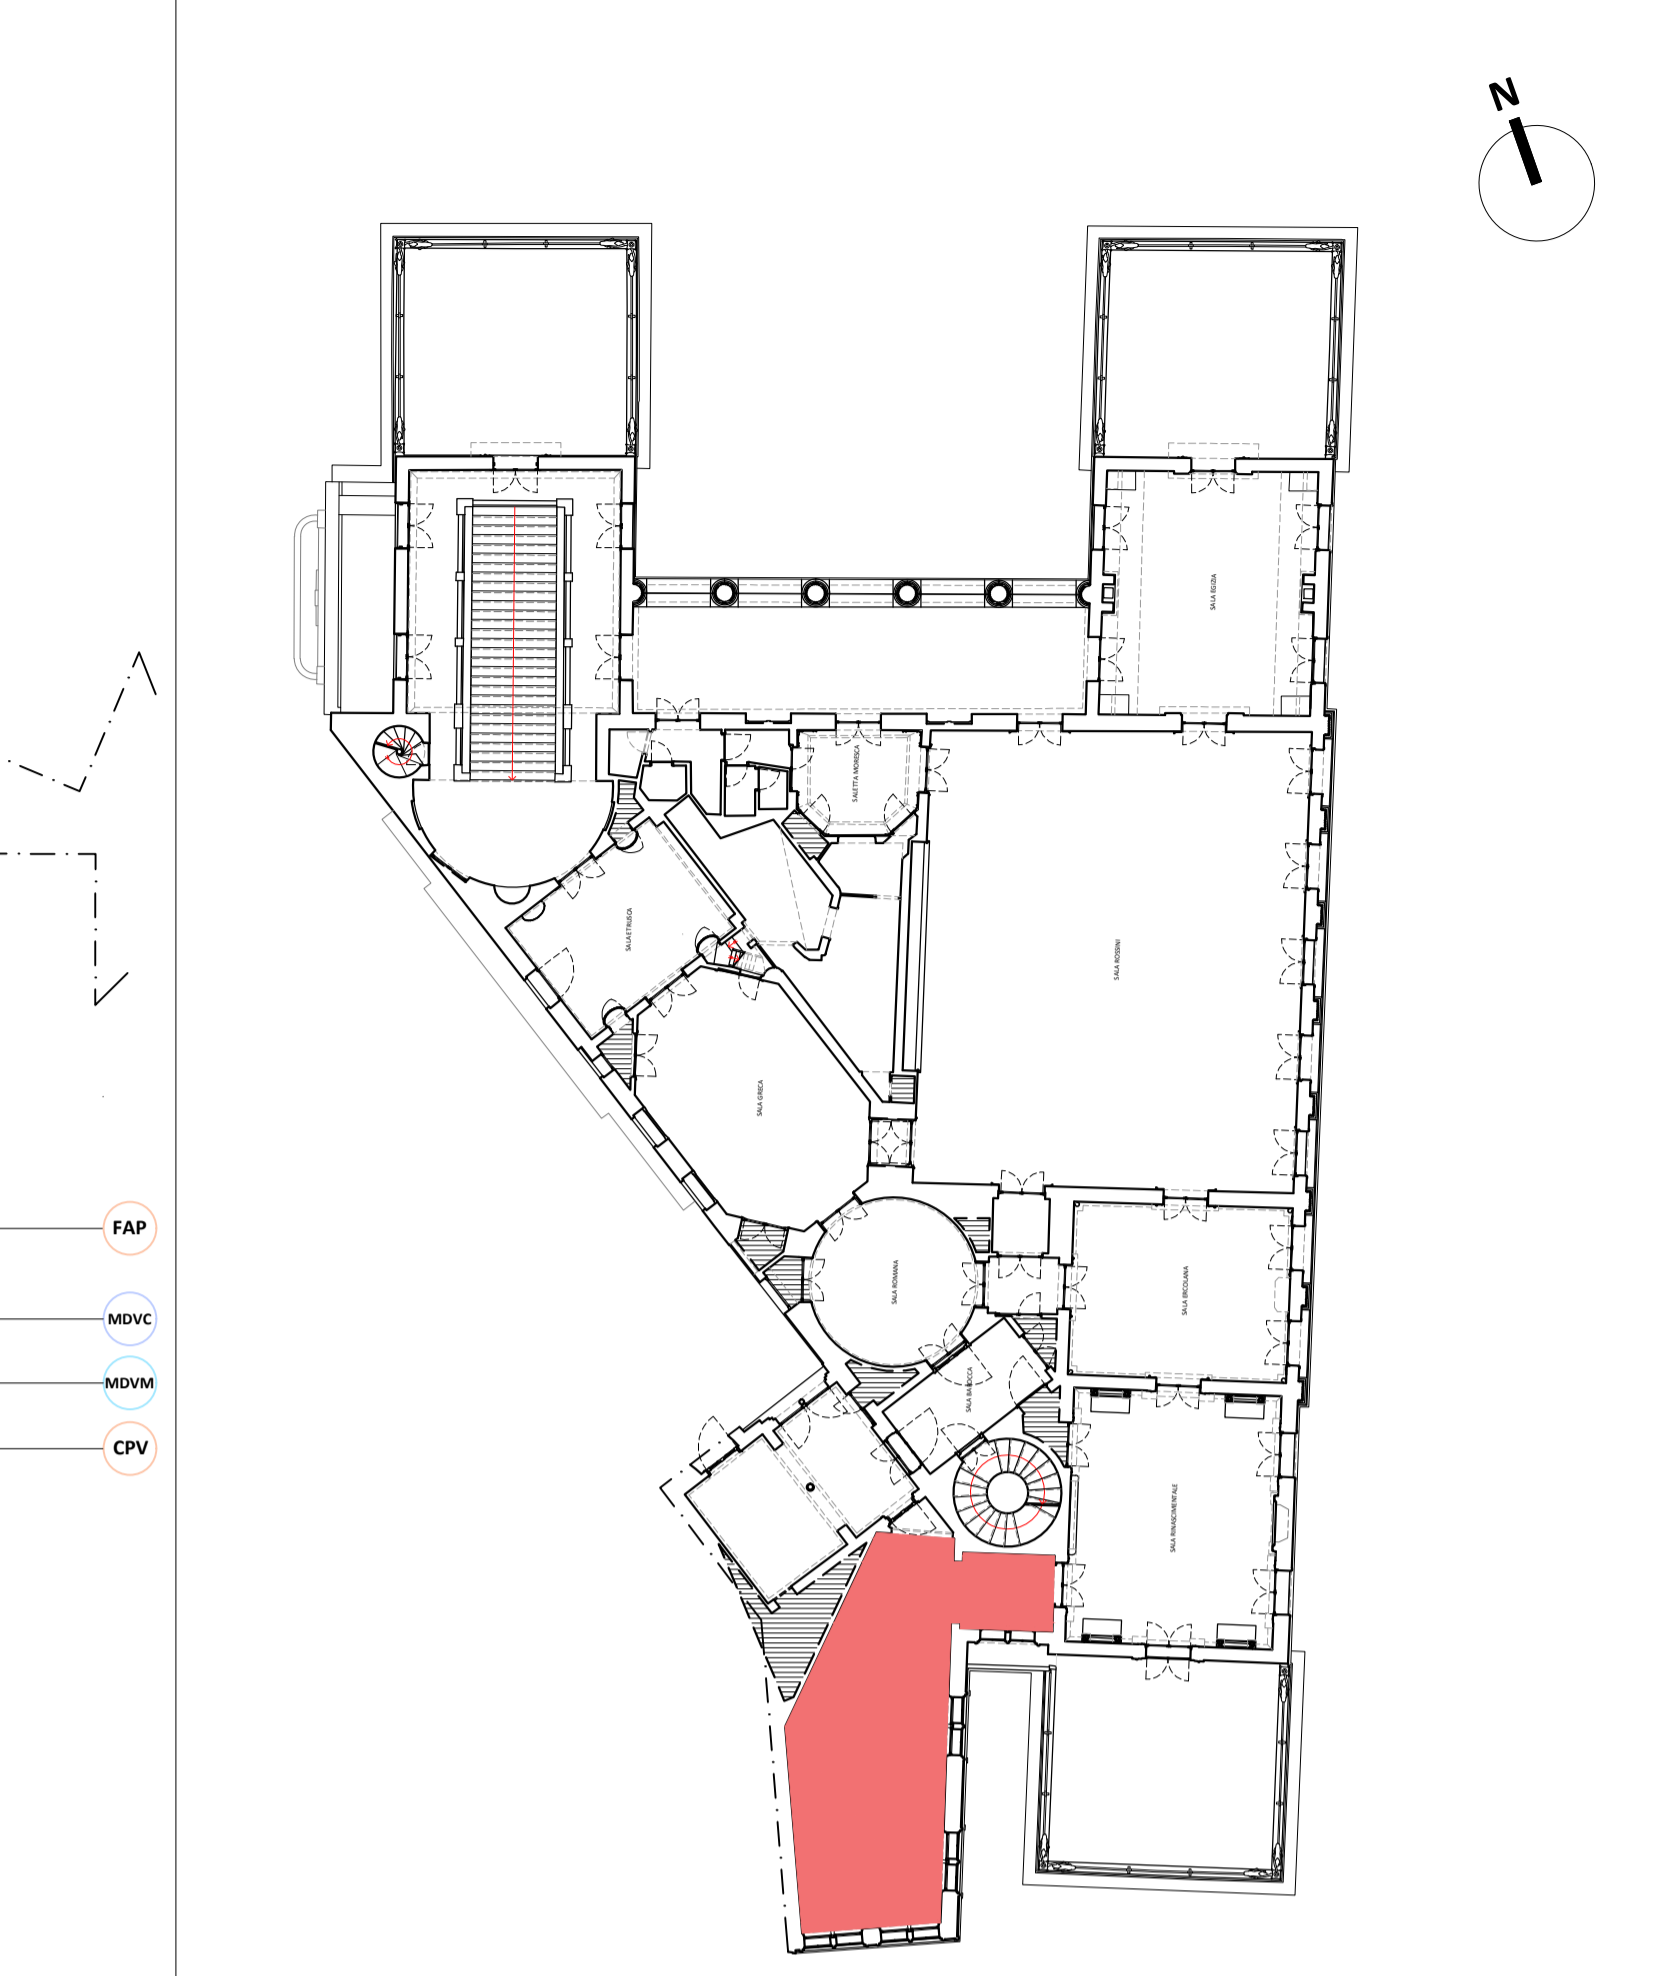 N
SALA EGIZIA
SALETTA MORESCA
SALA ETRUSCA
SALA ROSSINI
SALA GRECA
FAP
SALA ROMANA
SALA ERCOLANA
MDVC
MDVM
SALA BAROCCA
CPV
SALA RINASCIMENTALE